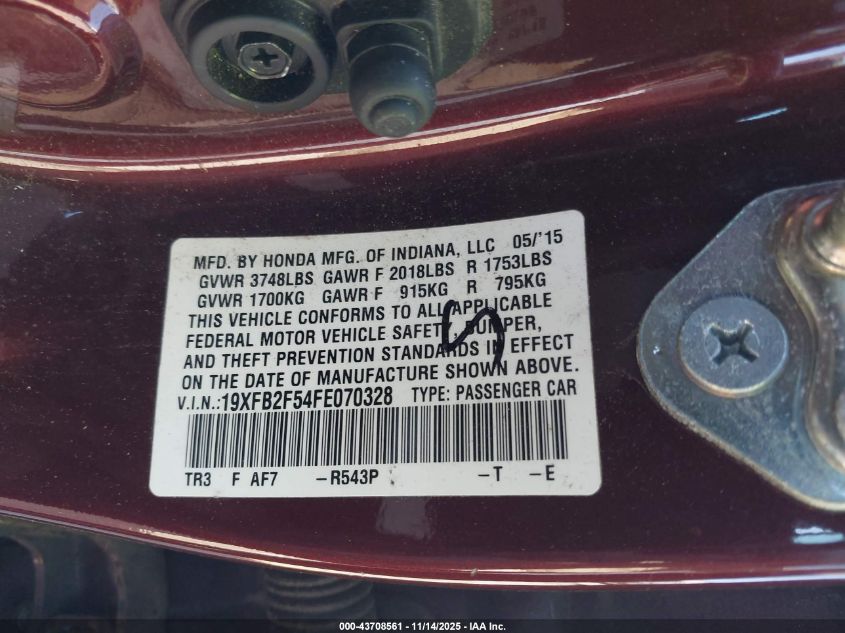 MFD. BY HONDA MFG. OF INDIANA, LLC 05/'15
GVWR 3748LBS GAWR F 2018LBS R 1753LBS
GVWR 1700KG GAWR F 915KG R 795KG
THIS VEHICLE CONFORMS TO ALL APPLICABLE
FEDERAL MOTOR VEHICLE SAFETY, BUMPER,
AND THEFT PREVENTION STANDARDS IN EFFECT
ON THE DATE OF MANUFACTURE SHOWN ABOVE.
V.I.N.:19XFB2F54FE070328 TYPE: PASSENGER CAR
TR3 F AF7 –R543P –T –E
000-43708561 | 11/14/2025 - IAA Inc.